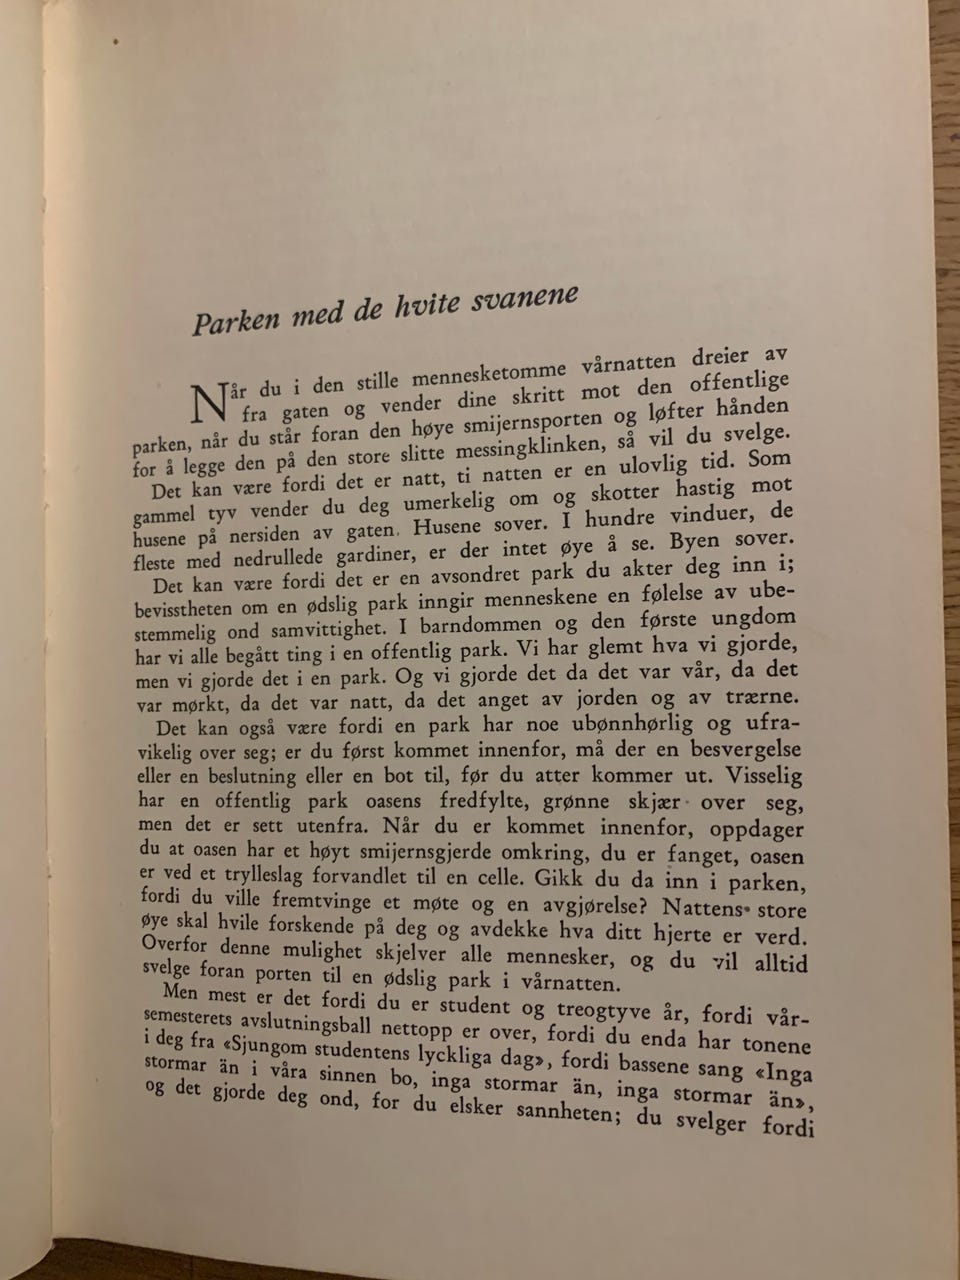 Parken med de hvite svanene
Når du i den stille mennesketomme vårnatten dreier av
fra gaten og vender dine skritt mot den offentlige
parken, når du står foran den høye smijernsporten og løfter hånden
for å legge den på den store slitte messingklinken, så vil du svelge.
Det kan være fordi det er natt, ti natten er en ulovlig tid. Som
gammel tyv vender du deg umerkelig om og skotter hastig mot
husene på nersiden av gaten. Husene sover. I hundre vinduer, de
fleste med nedrullede gardiner, er der intet øye å se. Byen sover.
Det kan være fordi det er en avsondret park du akter deg inn i;
bevisstheten om en ødslig park inngir menneskene en følelse av ube-
stemmelig ond samvittighet. I barndommen og den første ungdom
har vi alle begått ting i en offentlig park. Vi har glemt hva vi gjorde,
men vi gjorde det i en park. Og vi gjorde det da det var vår, da det
var mørkt, da det var natt, da det anget av jorden og av trærne.
Det kan også være fordi en park har noe ubønnhørlig og ufra-
vikelig over seg; er du først kommet innenfor, må der en besvergelse
eller en beslutning eller en bot til, før du atter kommer ut. Visselig
har en offentlig park oasens fredfylte, grønne skjær over seg,
men det er sett utenfra. Når du er kommet innenfor, oppdager
du at oasen har et høyt smijernsgjerde omkring, du er fanget, oasen
er ved et trylleslag forvandlet til en celle. Gikk du da inn i parken,
fordi du ville fremtvinge et møte og en avgjørelse? Nattens store
øye skal hvile forskende på deg og avdekke hva ditt hjerte er verd.
Overfor denne mulighet skjelver alle mennesker, og du vil alltid
svelge foran porten til en ødslig park i vårnatten.
Men mest er det fordi du er student og treogtyve år, fordi vår-
semesterets avslutningsball nettopp er over, fordi du enda har tonene
i deg fra «Sjungom studentens lyckliga dag», fordi bassene sang «Inga
stormar än i våra sinnen bo, inga stormar än, inga stormar än»,
og det gjorde deg ond, for du elsker sannheten; du svelger fordi